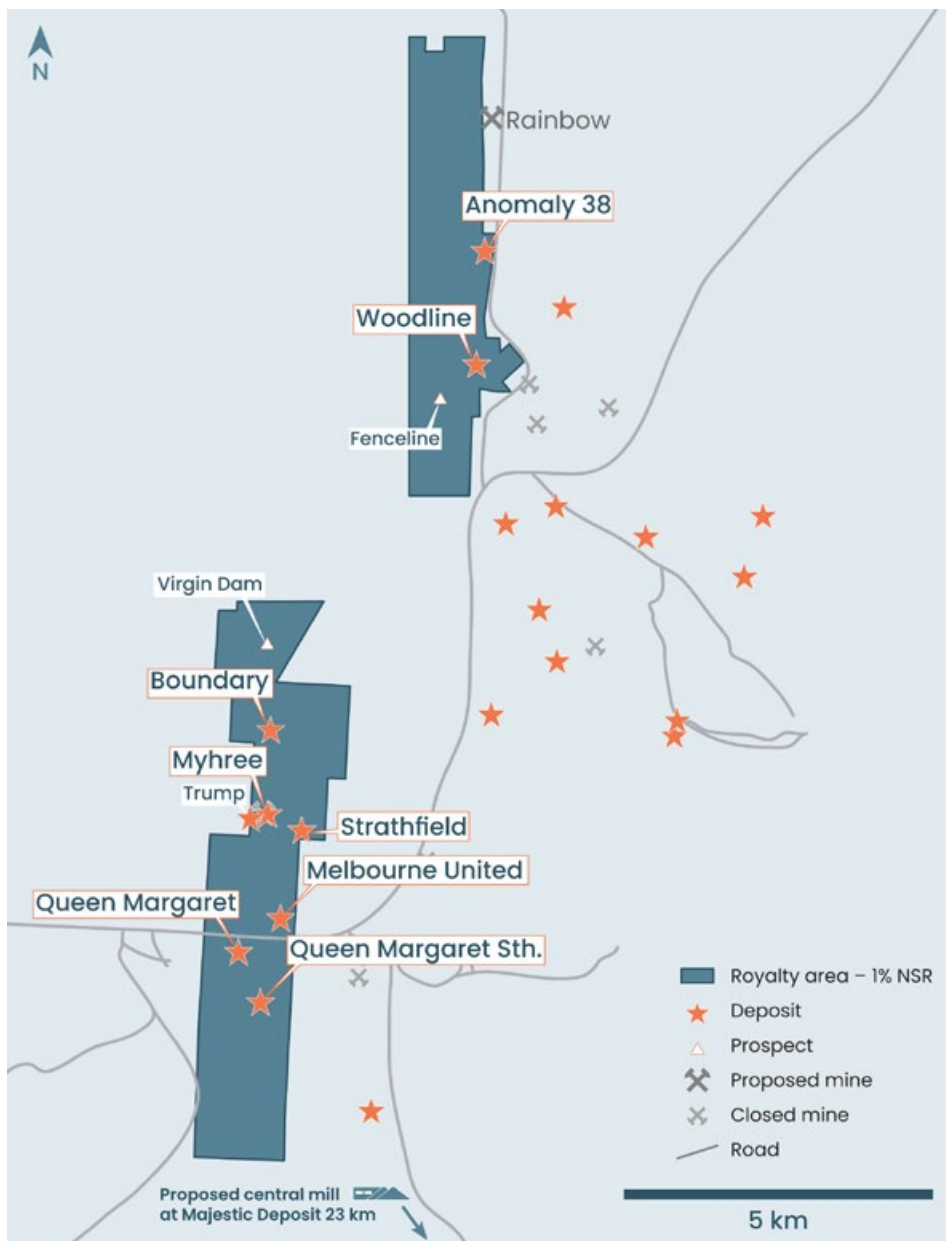 N
Rainbow
Anomaly 38
Woodline
Fenceline
Virgin Dam
Boundary
Myhree
Trump
Strathfield
Melbourne United
Queen Margaret
Queen Margaret Sth.
Royalty area – 1% NSR
Deposit
Prospect
Proposed mine
Closed mine
Road
Proposed central mill
at Majestic Deposit 23 km
5 km